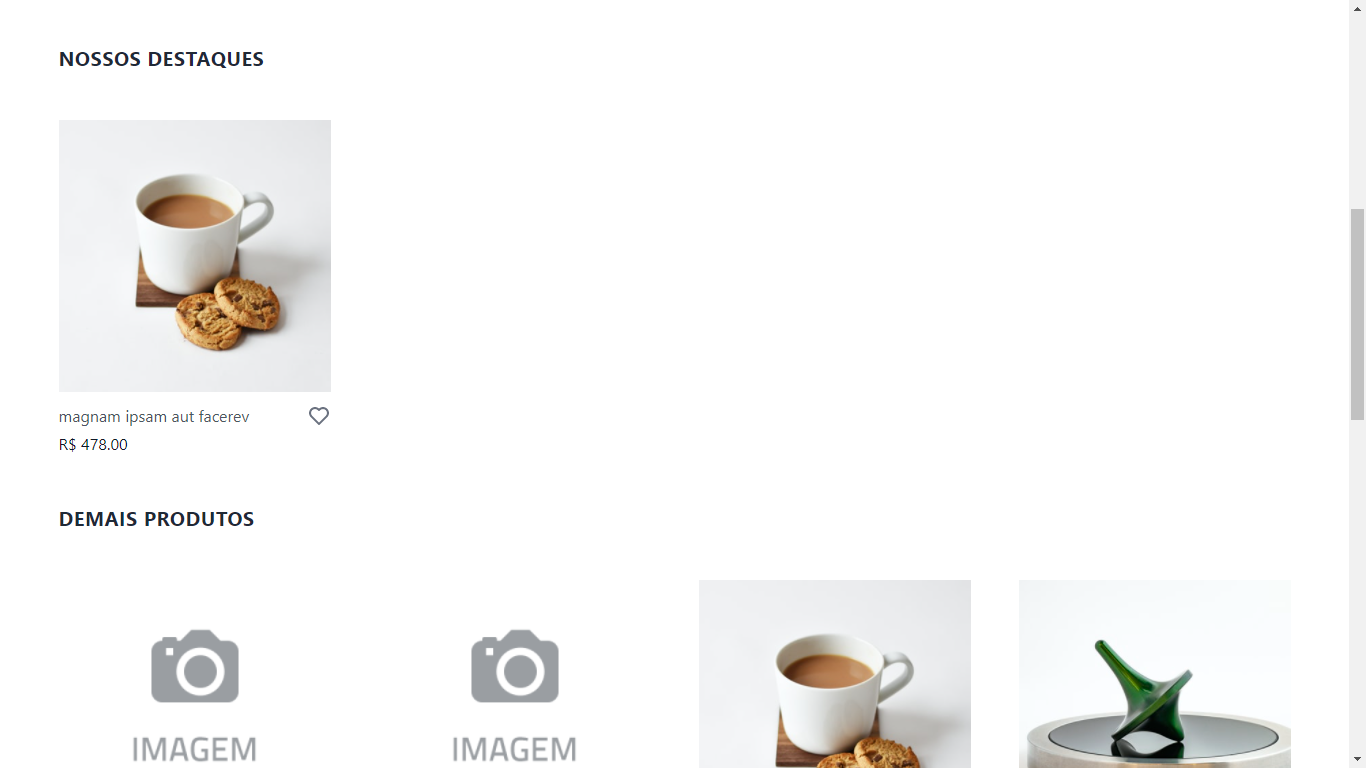 NOSSOS DESTAQUES
magnam ipsam aut facerev
R$ 478.00
DEMAIS PRODUTOS
IMAGEM
IMAGEM